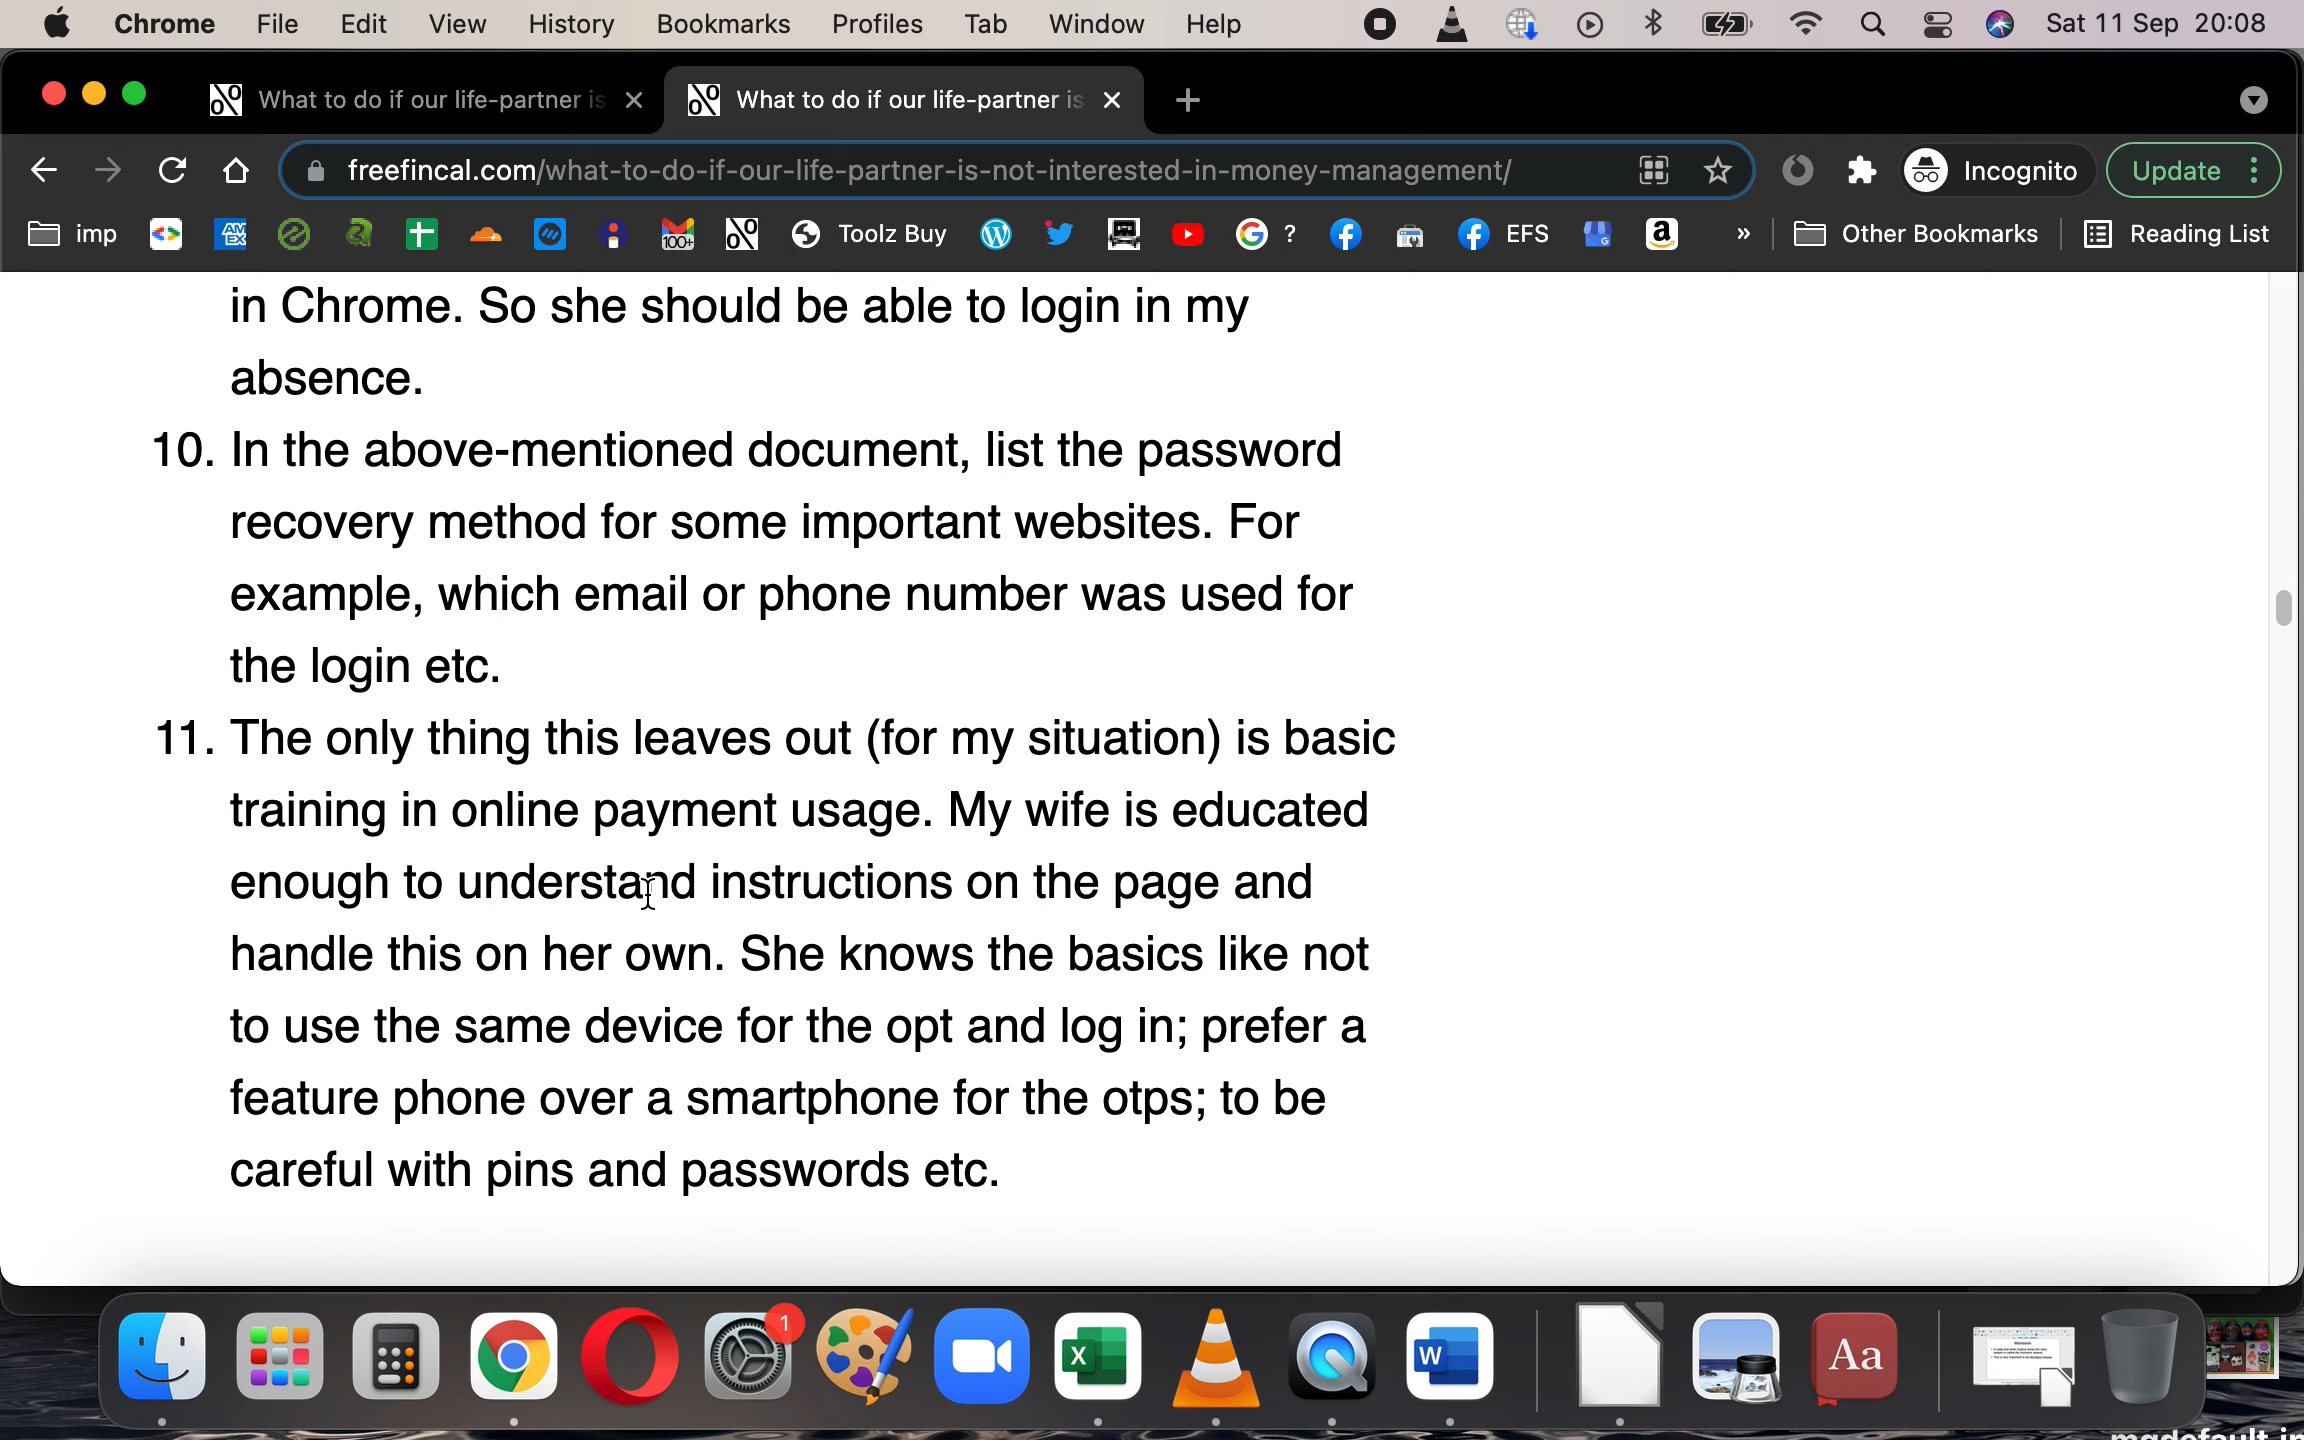 Chrome File Edit View History Bookmarks Profiles Tab Window Help Sat 11 Sep 20:08
What to do if our life-partner is
What to do if our life-partner is
freefincal.com/what-to-do-if-our-life-partner-is-not-interested-in-money-management/ Incognito Update
imp AM EX 100+ Toolz Buy G ? EFS a » Other Bookmarks Reading List
in Chrome. So she should be able to login in my
absence.
10. In the above-mentioned document, list the password
recovery method for some important websites. For
example, which email or phone number was used for
the login etc.
11. The only thing this leaves out (for my situation) is basic
training in online payment usage. My wife is educated
enough to understand instructions on the page and
handle this on her own. She knows the basics like not
to use the same device for the opt and log in; prefer a
feature phone over a smartphone for the otps; to be
careful with pins and passwords etc.
1
X W Aa